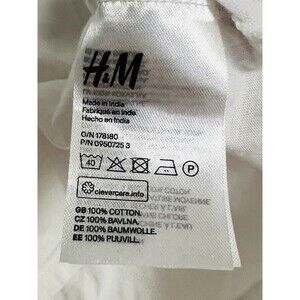 H&M
Made in India
Fabriqué en Inde
Hecho en India
O/N 178180
P/N 0950725 3
40
clevercare.info
GB 100% COTTON.
CZ 100% BAVLNA.
DE 100% BAUMWOLLE.
EE 100% PUUVILL.